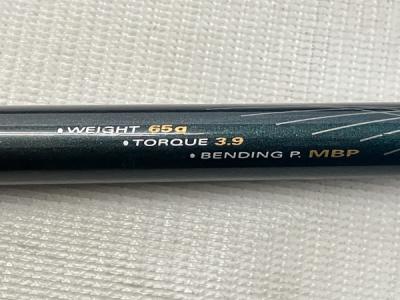 • WEIGHT 65g
• TORQUE 3.9
• BENDING P. MBP